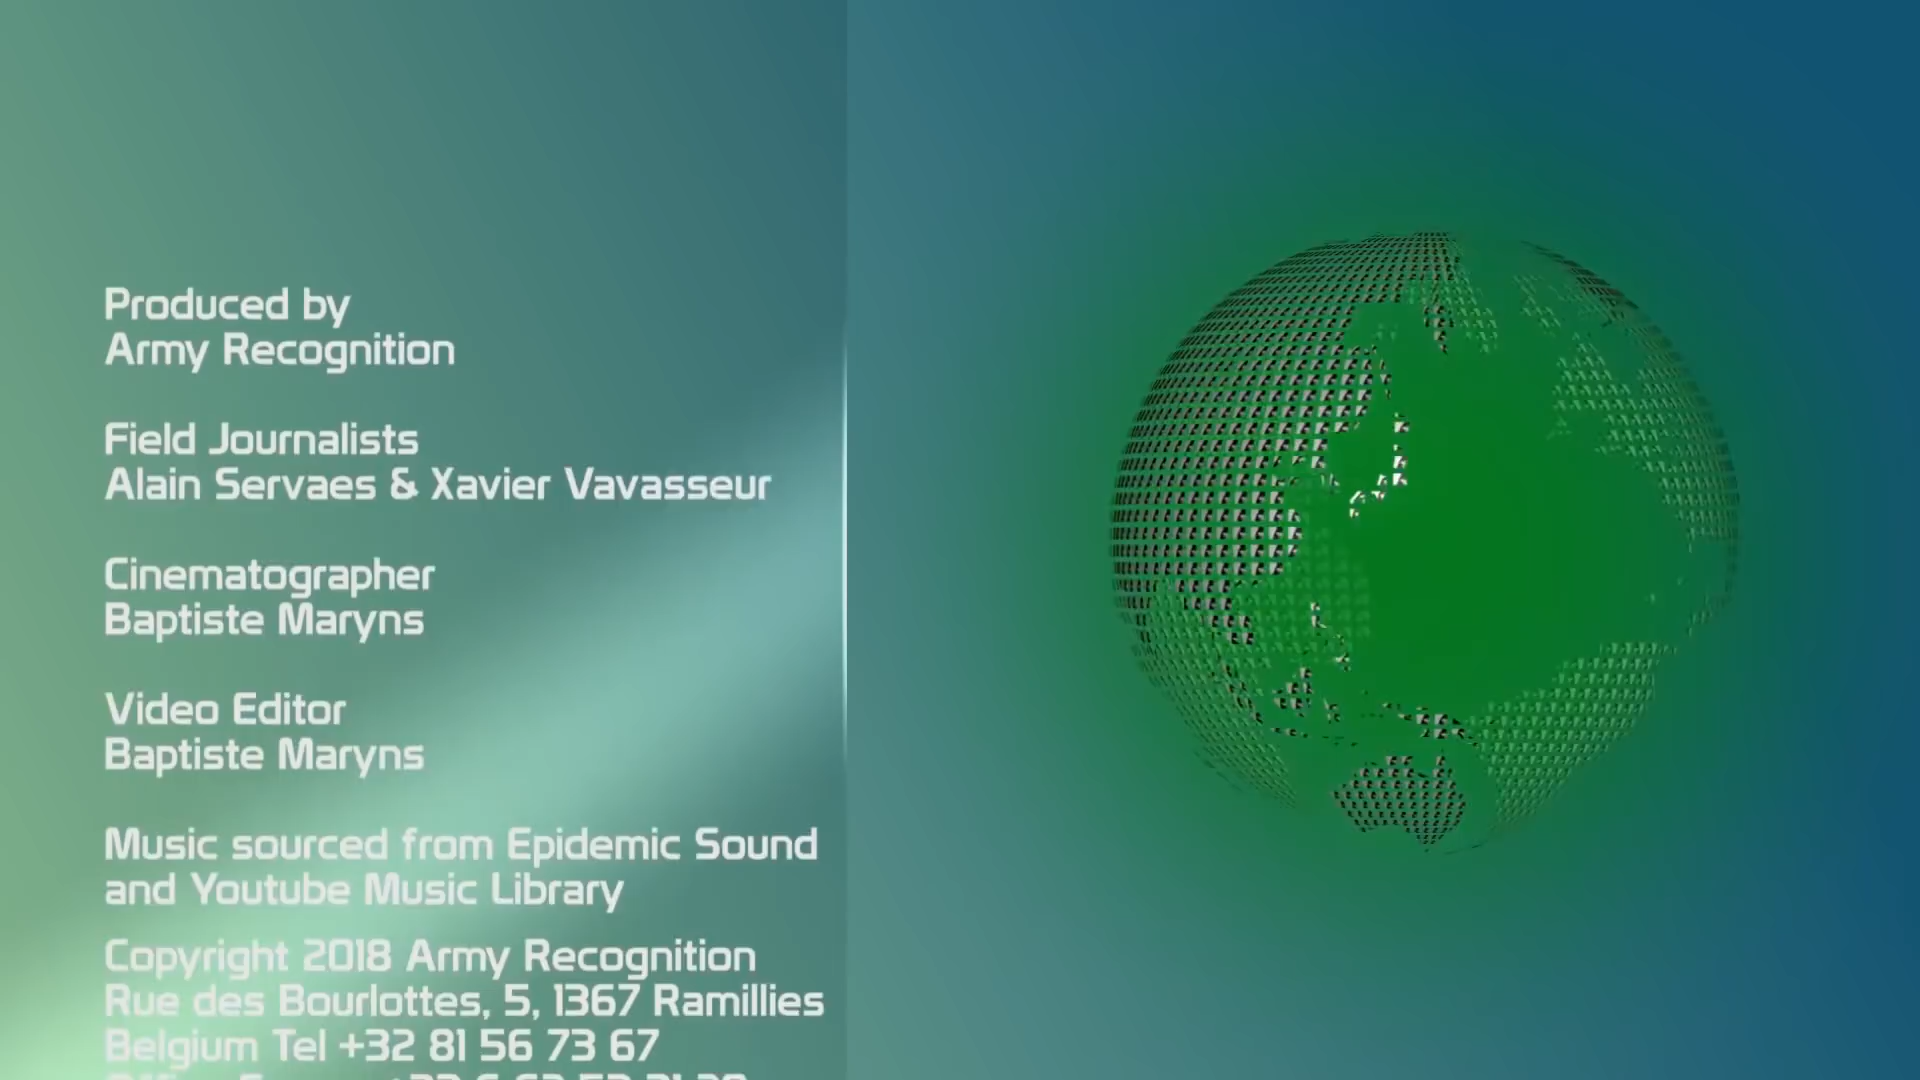 Produced by
Army Recognition
Field Journalists
Alain Servaes & Xavier Vavasseur
Cinematographer
Baptiste Maryns
Video Editor
Baptiste Maryns
Music sourced from Epidemic Sound
and Youtube Music Library
Copyright 2018 Army Recognition
Rue des Bourlottes, 5, 1367 Ramillies
Belgium Tel +32 81 56 73 67